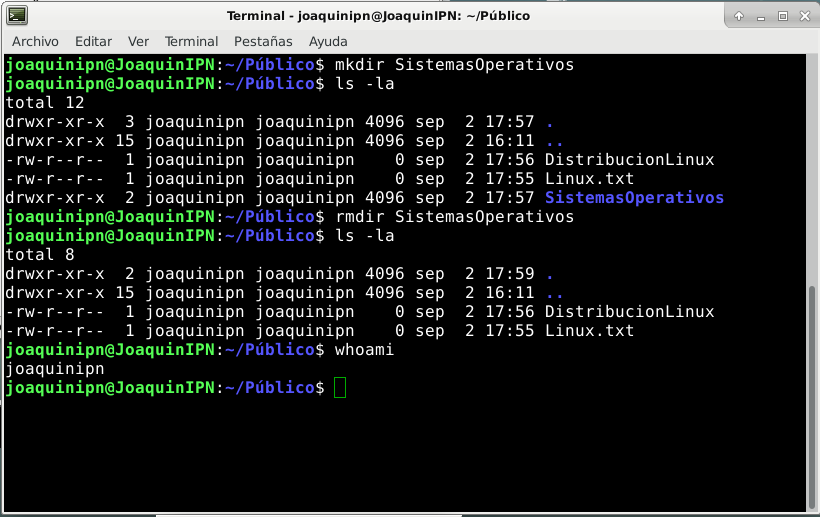 Terminal - joaquinipn@JoaquinIPN: ~/Público
Archivo Editar Ver Terminal Pestañas Ayuda
joaquinipn@JoaquinIPN:~/Público$ mkdir SistemasOperativos
joaquinipn@JoaquinIPN:~/Público$ ls -la
total 12
drwxr-xr-x  3 joaquinipn joaquinipn 4096 sep  2 17:57 .
drwxr-xr-x 15 joaquinipn joaquinipn 4096 sep  2 16:11 ..
-rw-r--r--  1 joaquinipn joaquinipn    0 sep  2 17:56 DistribucionLinux
-rw-r--r--  1 joaquinipn joaquinipn    0 sep  2 17:55 Linux.txt
drwxr-xr-x  2 joaquinipn joaquinipn 4096 sep  2 17:57 SistemasOperativos
joaquinipn@JoaquinIPN:~/Público$ rmdir SistemasOperativos
joaquinipn@JoaquinIPN:~/Público$ ls -la
total 8
drwxr-xr-x  2 joaquinipn joaquinipn 4096 sep  2 17:59 .
drwxr-xr-x 15 joaquinipn joaquinipn 4096 sep  2 16:11 ..
-rw-r--r--  1 joaquinipn joaquinipn    0 sep  2 17:56 DistribucionLinux
-rw-r--r--  1 joaquinipn joaquinipn    0 sep  2 17:55 Linux.txt
joaquinipn@JoaquinIPN:~/Público$ whoami
joaquinipn
joaquinipn@JoaquinIPN:~/Público$